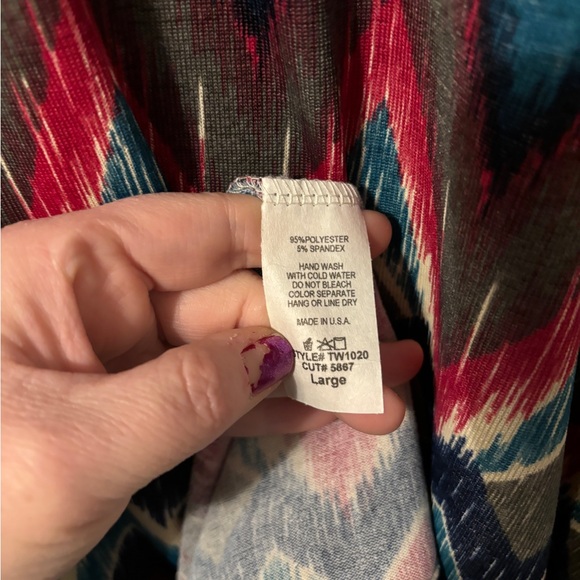 95%POLYESTER
5% SPANDEX
HAND WASH
WITH COLD WATER
DO NOT BLEACH
COLOR SEPARATE
HANG OR LINE DRY
MADE IN U.S.A.
STYLE# TW1020
CUT# 5867
Large